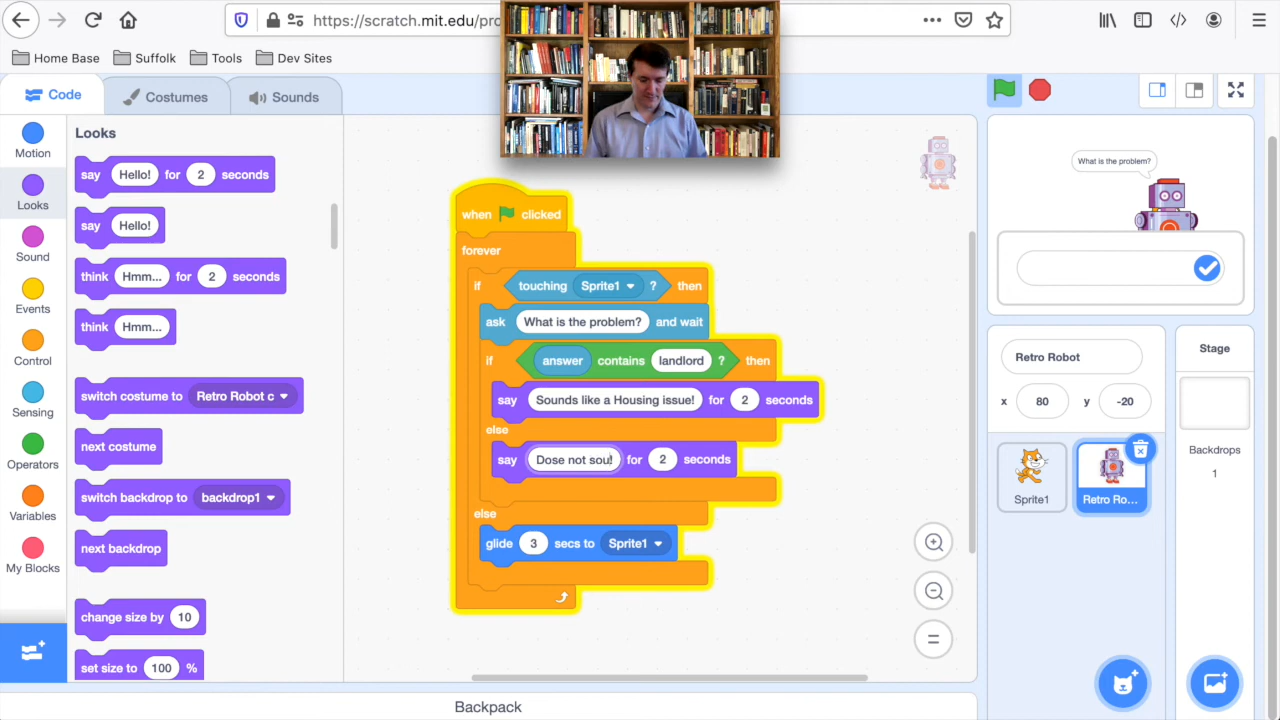 https://scratch.mit.edu/pro
Home Base Suffolk Tools Dev Sites
Code Costumes Sounds
Motion
Looks
Sound
Events
Control
Sensing
Operators
Variables
My Blocks
Looks
say Hello! for 2 seconds
say Hello!
think Hmm... for 2 seconds
think Hmm...
switch costume to Retro Robot c
next costume
switch backdrop to backdrop1
next backdrop
change size by 10
set size to 100 %
when clicked
forever
if touching Sprite1 ? then
ask What is the problem? and wait
if answer contains landlord ? then
say Sounds like a Housing issue! for 2 seconds
else
say Dose not sou! for 2 seconds
else
glide 3 secs to Sprite1
Backpack
What is the problem?
Retro Robot
x 80 y -20
Sprite1
Retro Ro...
Stage
Backdrops
1